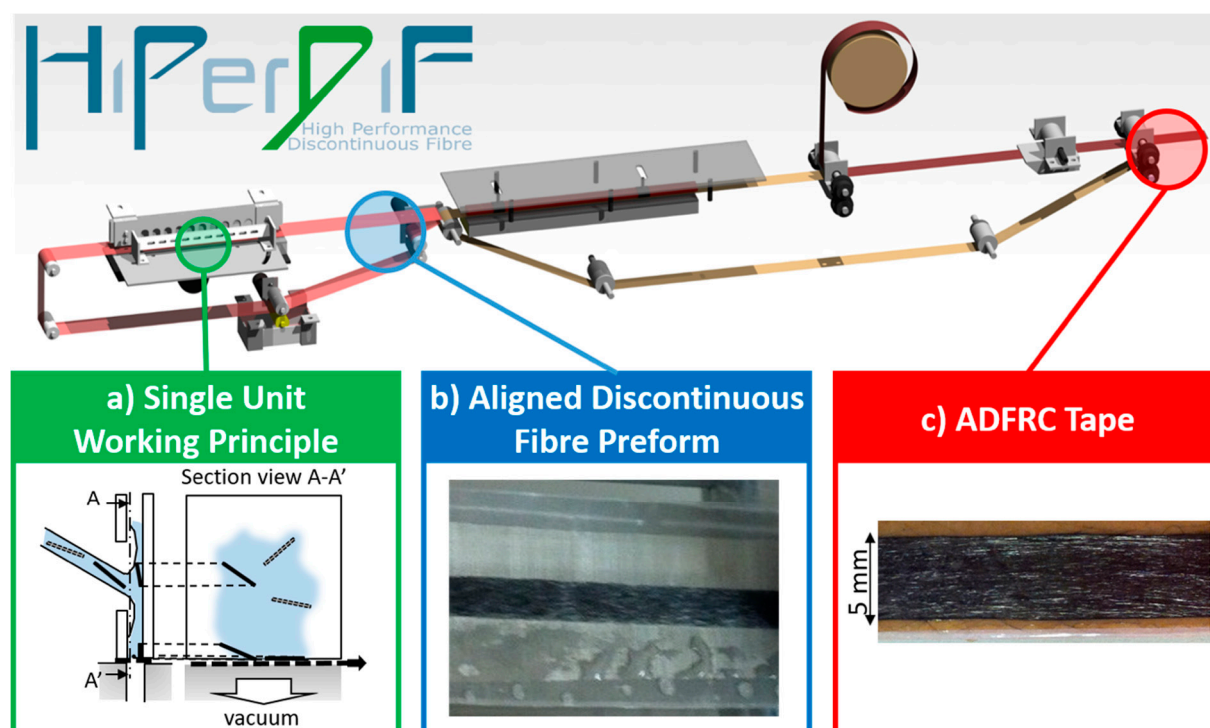 HiPerDiF
High Performance
Discontinuous Fibre
a) Single Unit
Working Principle
Section view A-A’
A
A’
vacuum
b) Aligned Discontinuous
Fibre Preform
c) ADFRC Tape
5 mm